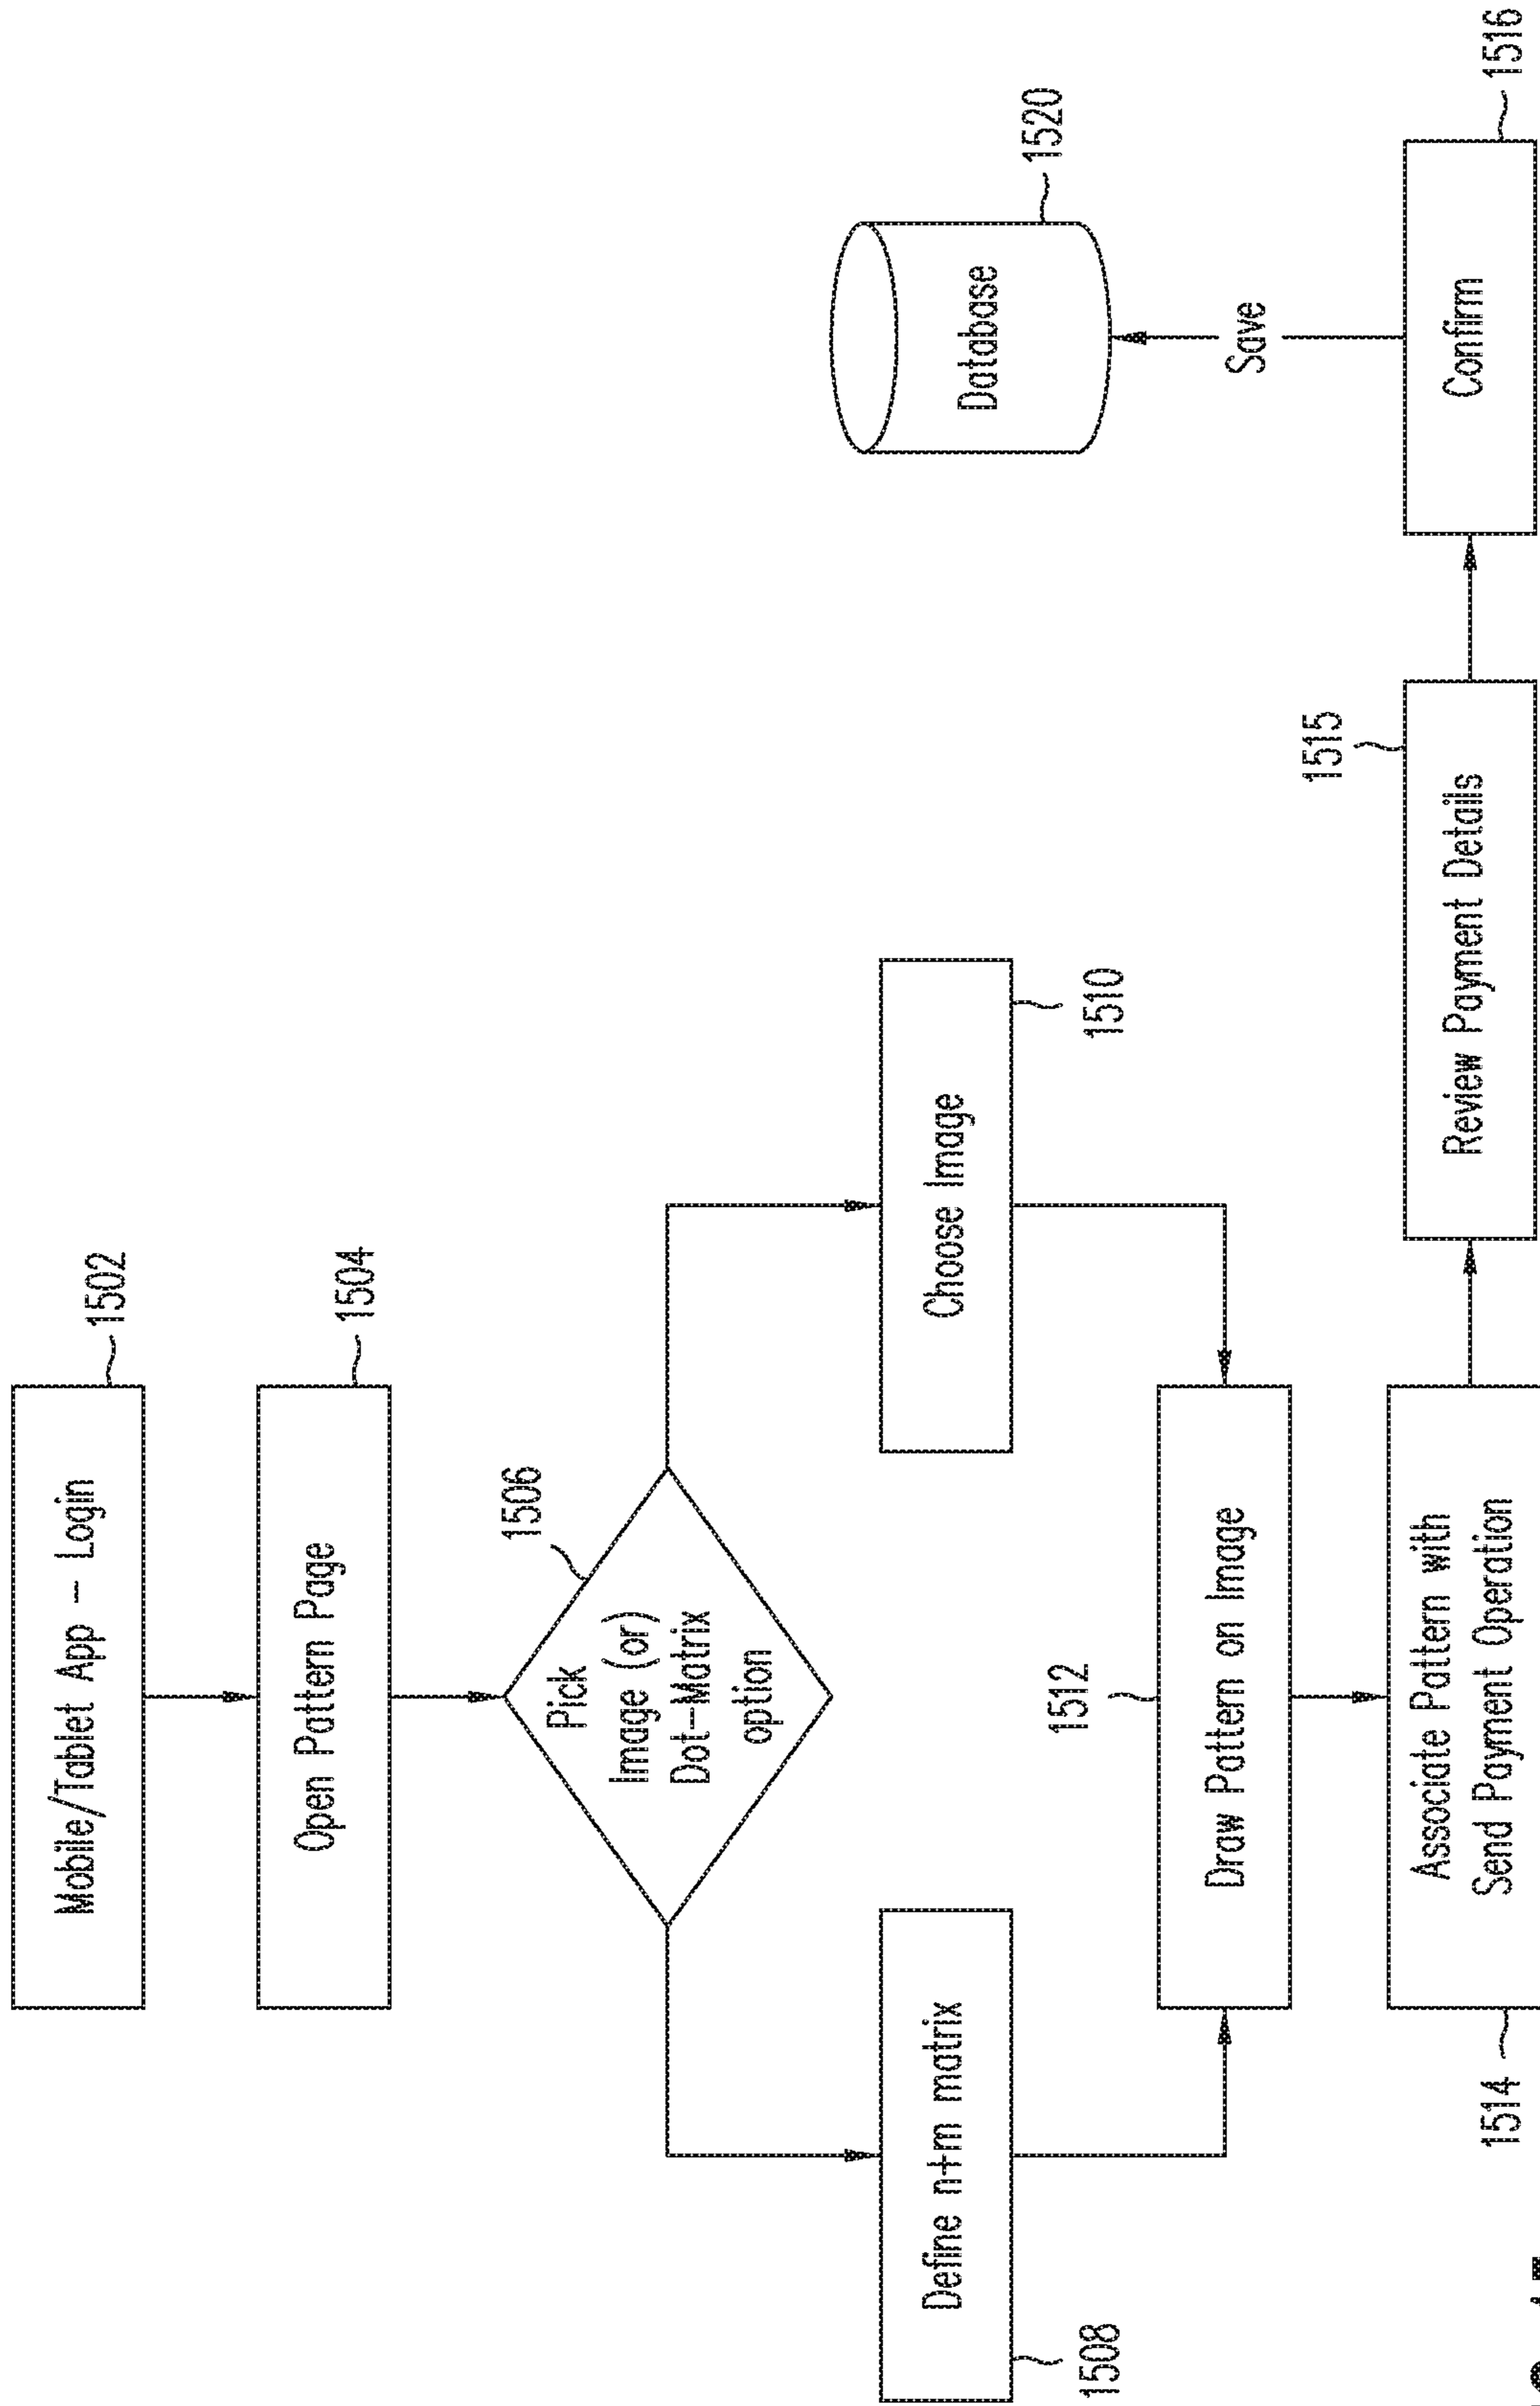 Mobile/Tablet App – Login
1502
Open Pattern Page
1504
1506
Pick
Image (or)
Dot–Matrix
option
Define n+m matrix
1508
Choose Image
1510
1512
Draw Pattern on Image
Associate Pattern with
Send Payment Operation
1514
Review Payment Details
1515
Confirm
1516
Save
Database
1520